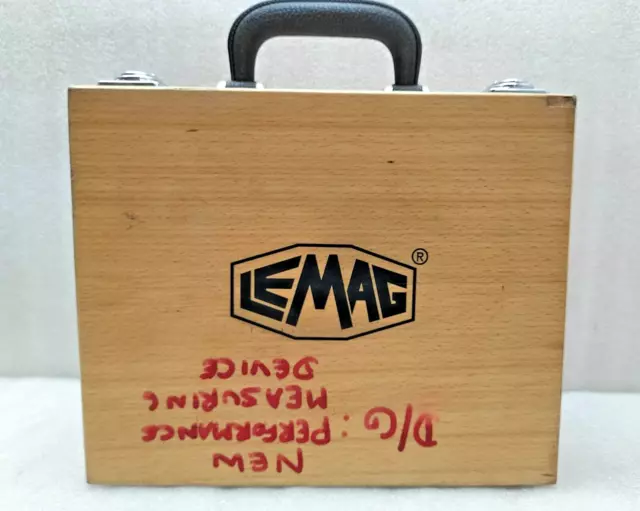 LEMAG®
NEW
D/G: PERFORMANCE
MEASURING
DEVICE